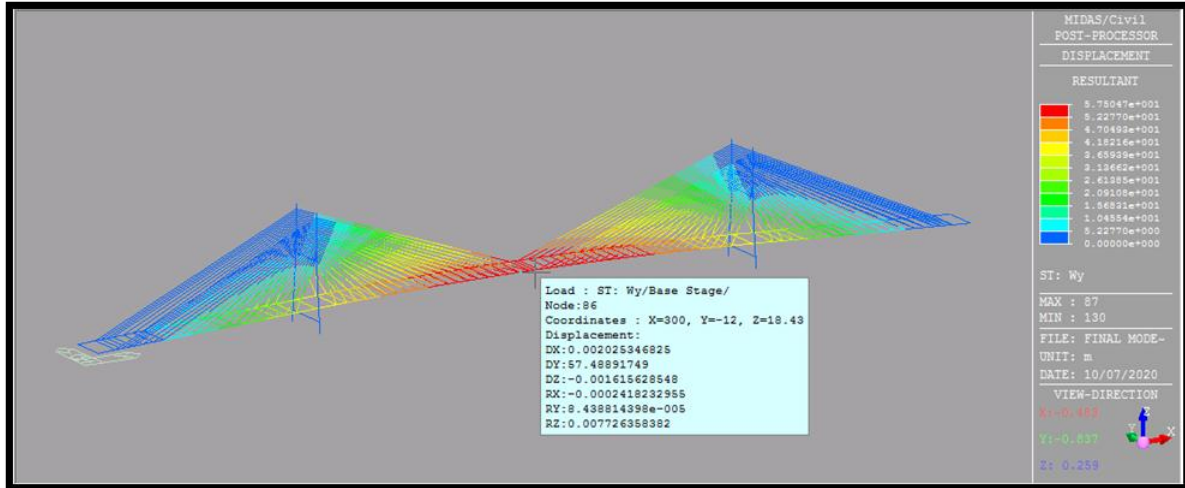 MIDAS/Civil
POST-PROCESSOR
DISPLACEMENT
RESULTANT
5.75047e+001
5.22770e+001
4.70493e+001
4.18216e+001
3.65939e+001
3.13662e+001
2.61385e+001
2.09108e+001
1.56831e+001
1.04554e+001
5.22770e+000
0.00000e+000
ST: Wy
MAX : 87
MIN : 130
FILE: FINAL MODE~
UNIT: m
DATE: 10/07/2020
VIEW-DIRECTION
X:-0.483
Y:-0.837
Z: 0.259
Z
Y
X
Load : ST: Wy/Base Stage/
Node:86
Coordinates : X=300, Y=-12, Z=18.43
Displacement:
DX:0.002025346825
DY:57.48891749
DZ:-0.001615628548
RX:-0.0002418232955
RY:8.438814398e-005
RZ:0.007726358382